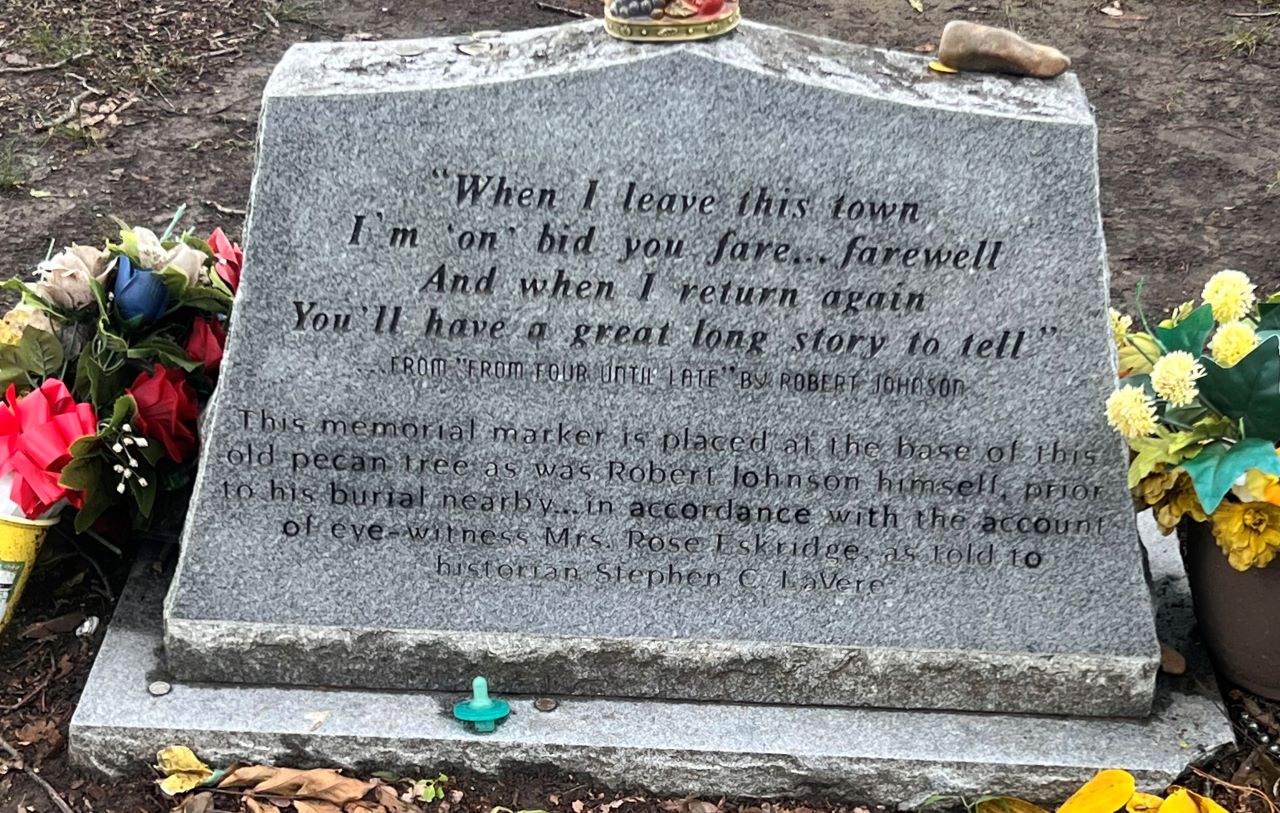 “When I leave this town
I'm 'on' bid you fare... farewell
And when I return again
You'll have a great long story to tell”
...FROM "FROM FOUR UNTIL LATE" BY ROBERT JOHNSON
This memorial marker is placed at the base of this
old pecan tree as was Robert Johnson himself, prior
to his burial nearby...in accordance with the account
of eye-witness Mrs. Rose Eskridge, as told to
historian Stephen C. LaVere